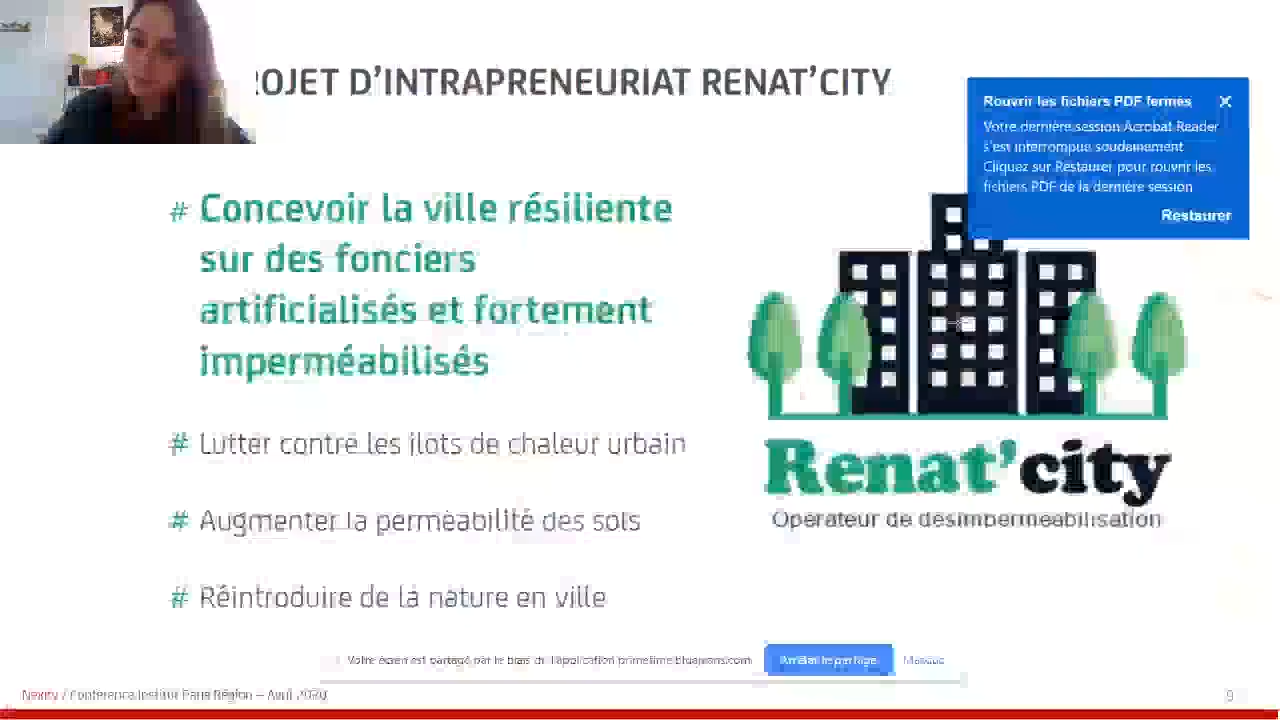 ROJET D'INTRAPRENEURIAT RENAT'CITY
Rouvrir les fichiers PDF fermés
Votre dernière session Acrobat Reader
s'est interrompue soudainement
Cliquez sur Restaurer pour rouvrir les
fichiers PDF de la dernière session
Restaurer
# Concevoir la ville résiliente
sur des fonciers
artificialisés et fortement
imperméabilisés
# Lutter contre les ilots de chaleur urbain
# Augmenter la perméabilité des sols
# Réintroduire de la nature en ville
Renat'city
Opérateur de désimperméabilisation
Votre écran est partagé par le biais de l'application primetime.bluejeans.com
Arrêter le partage
Masquer
Nexity / Conférence Institut Paris Région – Avril 2020
9